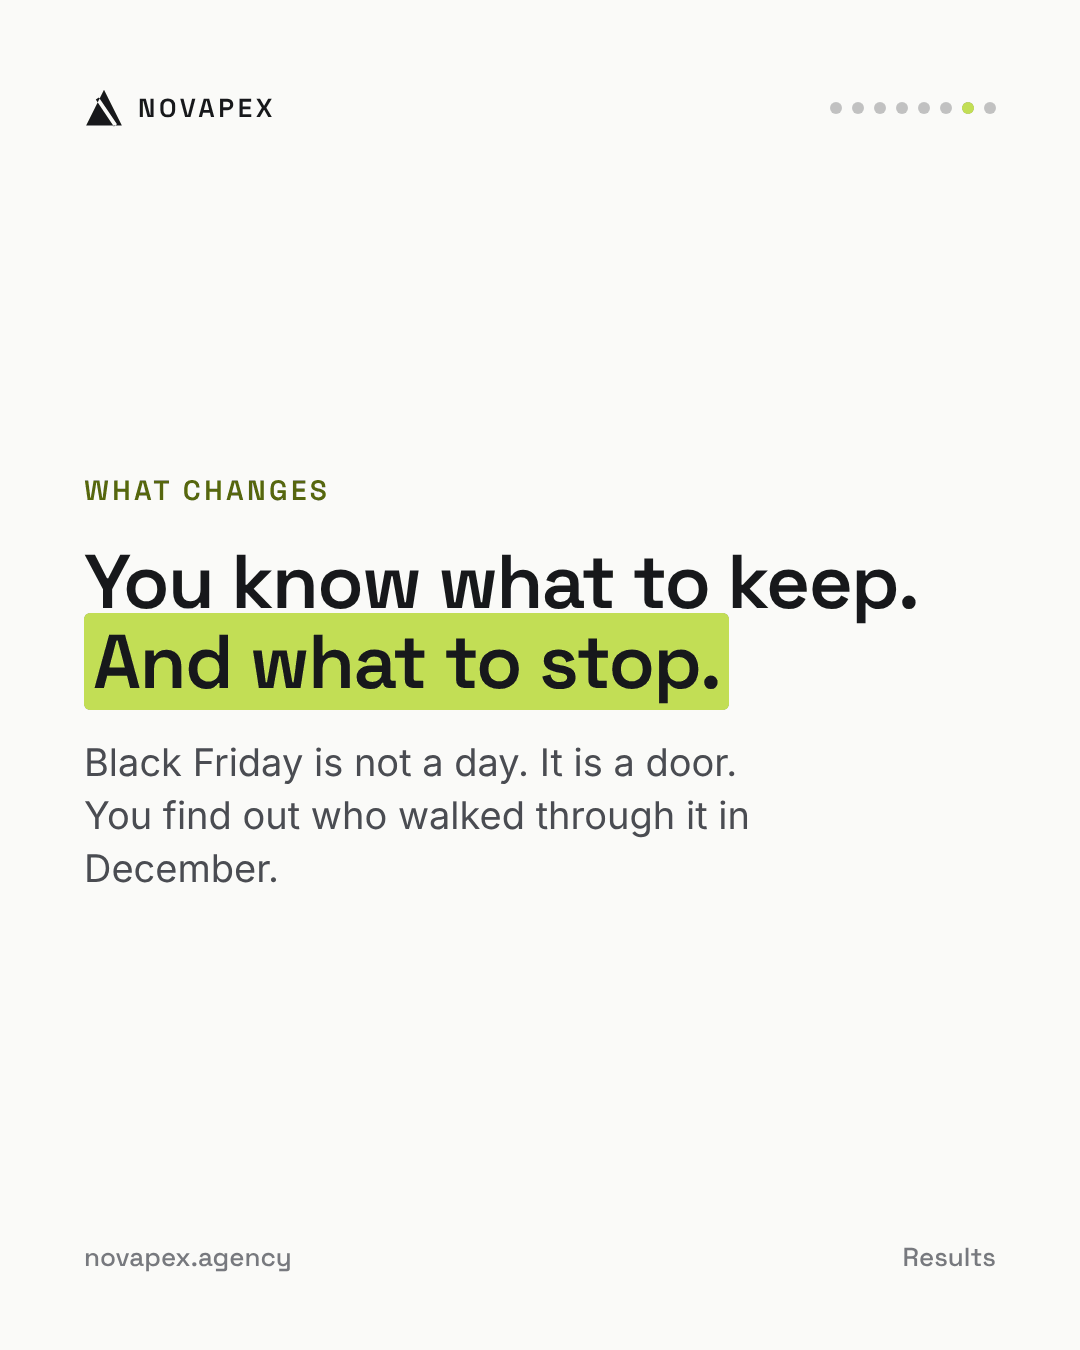 NOVAPEX
WHAT CHANGES
You know what to keep.
And what to stop.
Black Friday is not a day. It is a door.
You find out who walked through it in
December.
novapex.agency
Results